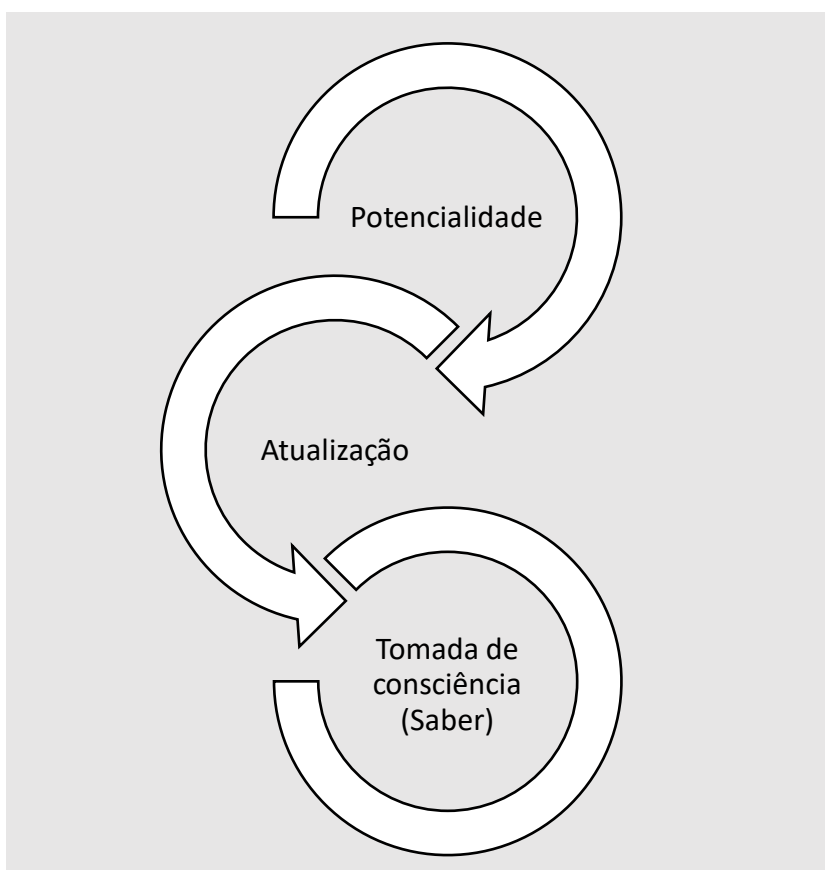 Potencialidade
Atualização
Tomada de
consciência
(Saber)